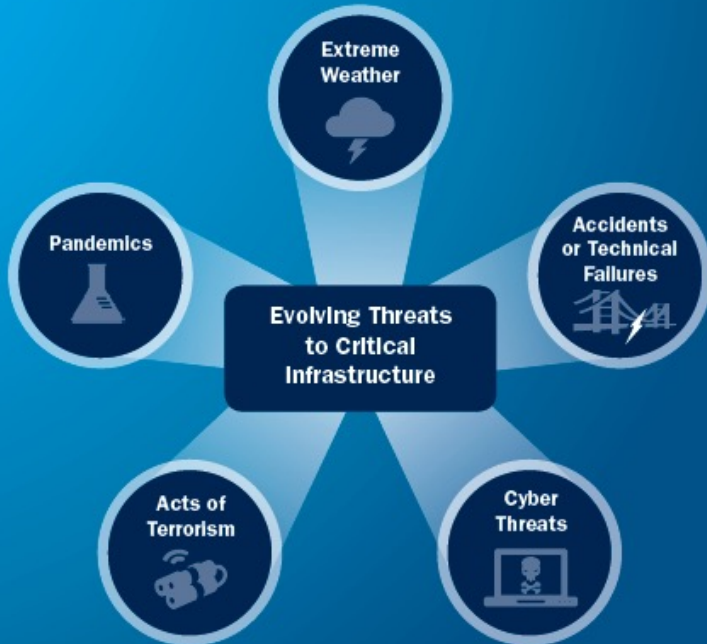 Extreme
Weather
Pandemics
Accidents
or Technical
Failures
Evolving Threats
to Critical
Infrastructure
Acts of
Terrorism
Cyber
Threats